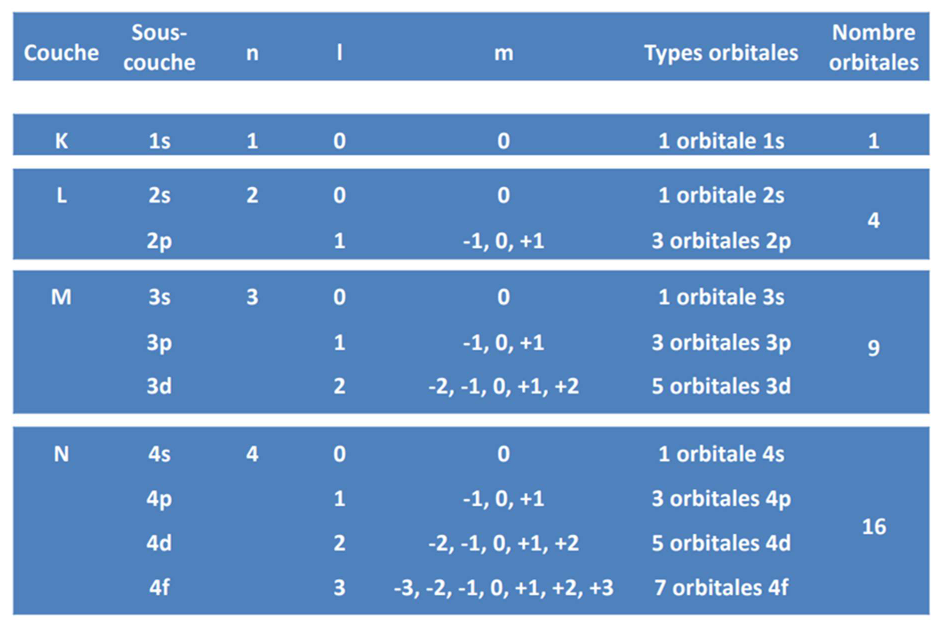 Couche Sous-couche n l m Types orbitales Nombre orbitales
K 1s 1 0 0 1 orbitale 1s 1
L 2s 2 0 0 1 orbitale 2s
4
2p 1 -1, 0, +1 3 orbitales 2p
M 3s 3 0 0 1 orbitale 3s
3p 1 -1, 0, +1 3 orbitales 3p 9
3d 2 -2, -1, 0, +1, +2 5 orbitales 3d
N 4s 4 0 0 1 orbitale 4s
4p 1 -1, 0, +1 3 orbitales 4p
16
4d 2 -2, -1, 0, +1, +2 5 orbitales 4d
4f 3 -3, -2, -1, 0, +1, +2, +3 7 orbitales 4f